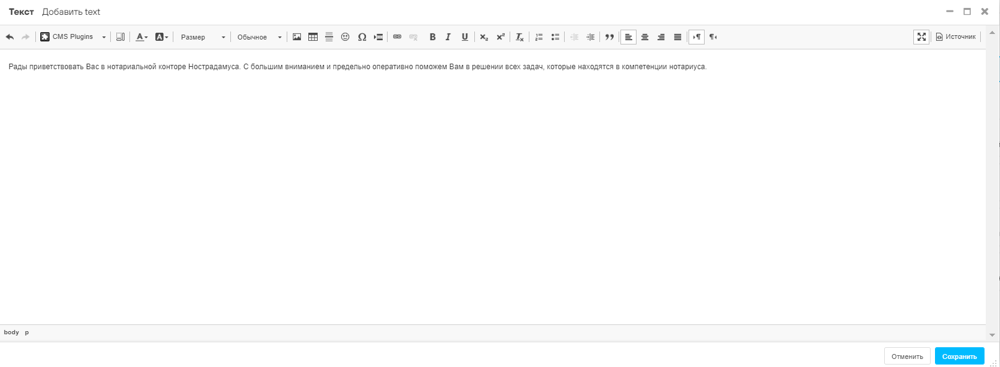 Текст Добавить text
CMS Plugins Размер Обычное Источник
Рады приветствовать Вас в нотариальной конторе Нострадамуса. С большим вниманием и предельно оперативно поможем Вам в решении всех задач, которые находятся в компетенции нотариуса.
body p
Отменить Сохранить